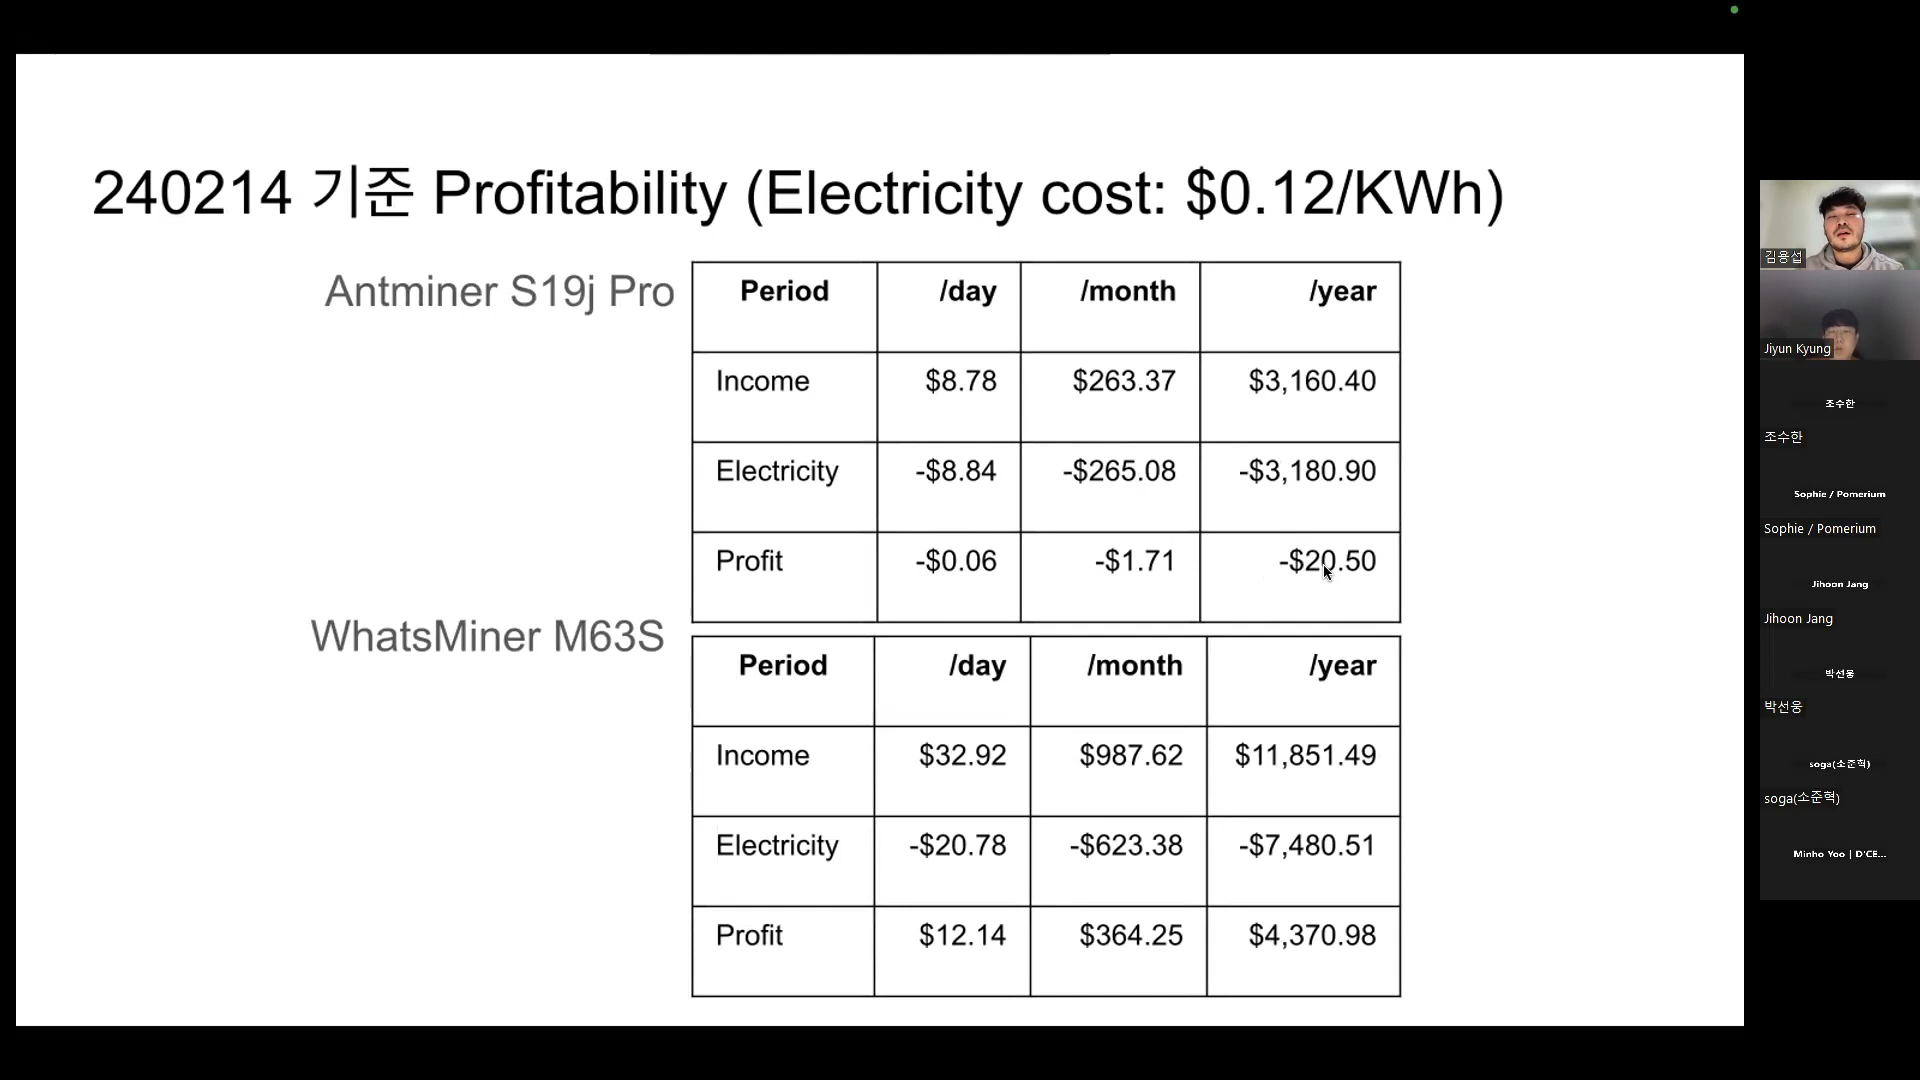 240214 기준 Profitability (Electricity cost: $0.12/KWh)
Antminer S19j Pro
Period /day /month /year
Income $8.78 $263.37 $3,160.40
Electricity -$8.84 -$265.08 -$3,180.90
Profit -$0.06 -$1.71 -$20.50
WhatsMiner M63S
Period /day /month /year
Income $32.92 $987.62 $11,851.49
Electricity -$20.78 -$623.38 -$7,480.51
Profit $12.14 $364.25 $4,370.98
김용섭
Jiyun Kyung
조수한
조수한
Sophie / Pomerium
Sophie / Pomerium
Jihoon Jang
Jihoon Jang
박선웅
박선웅
soga(소준혁)
soga(소준혁)
Minho Yoo | D'CE...